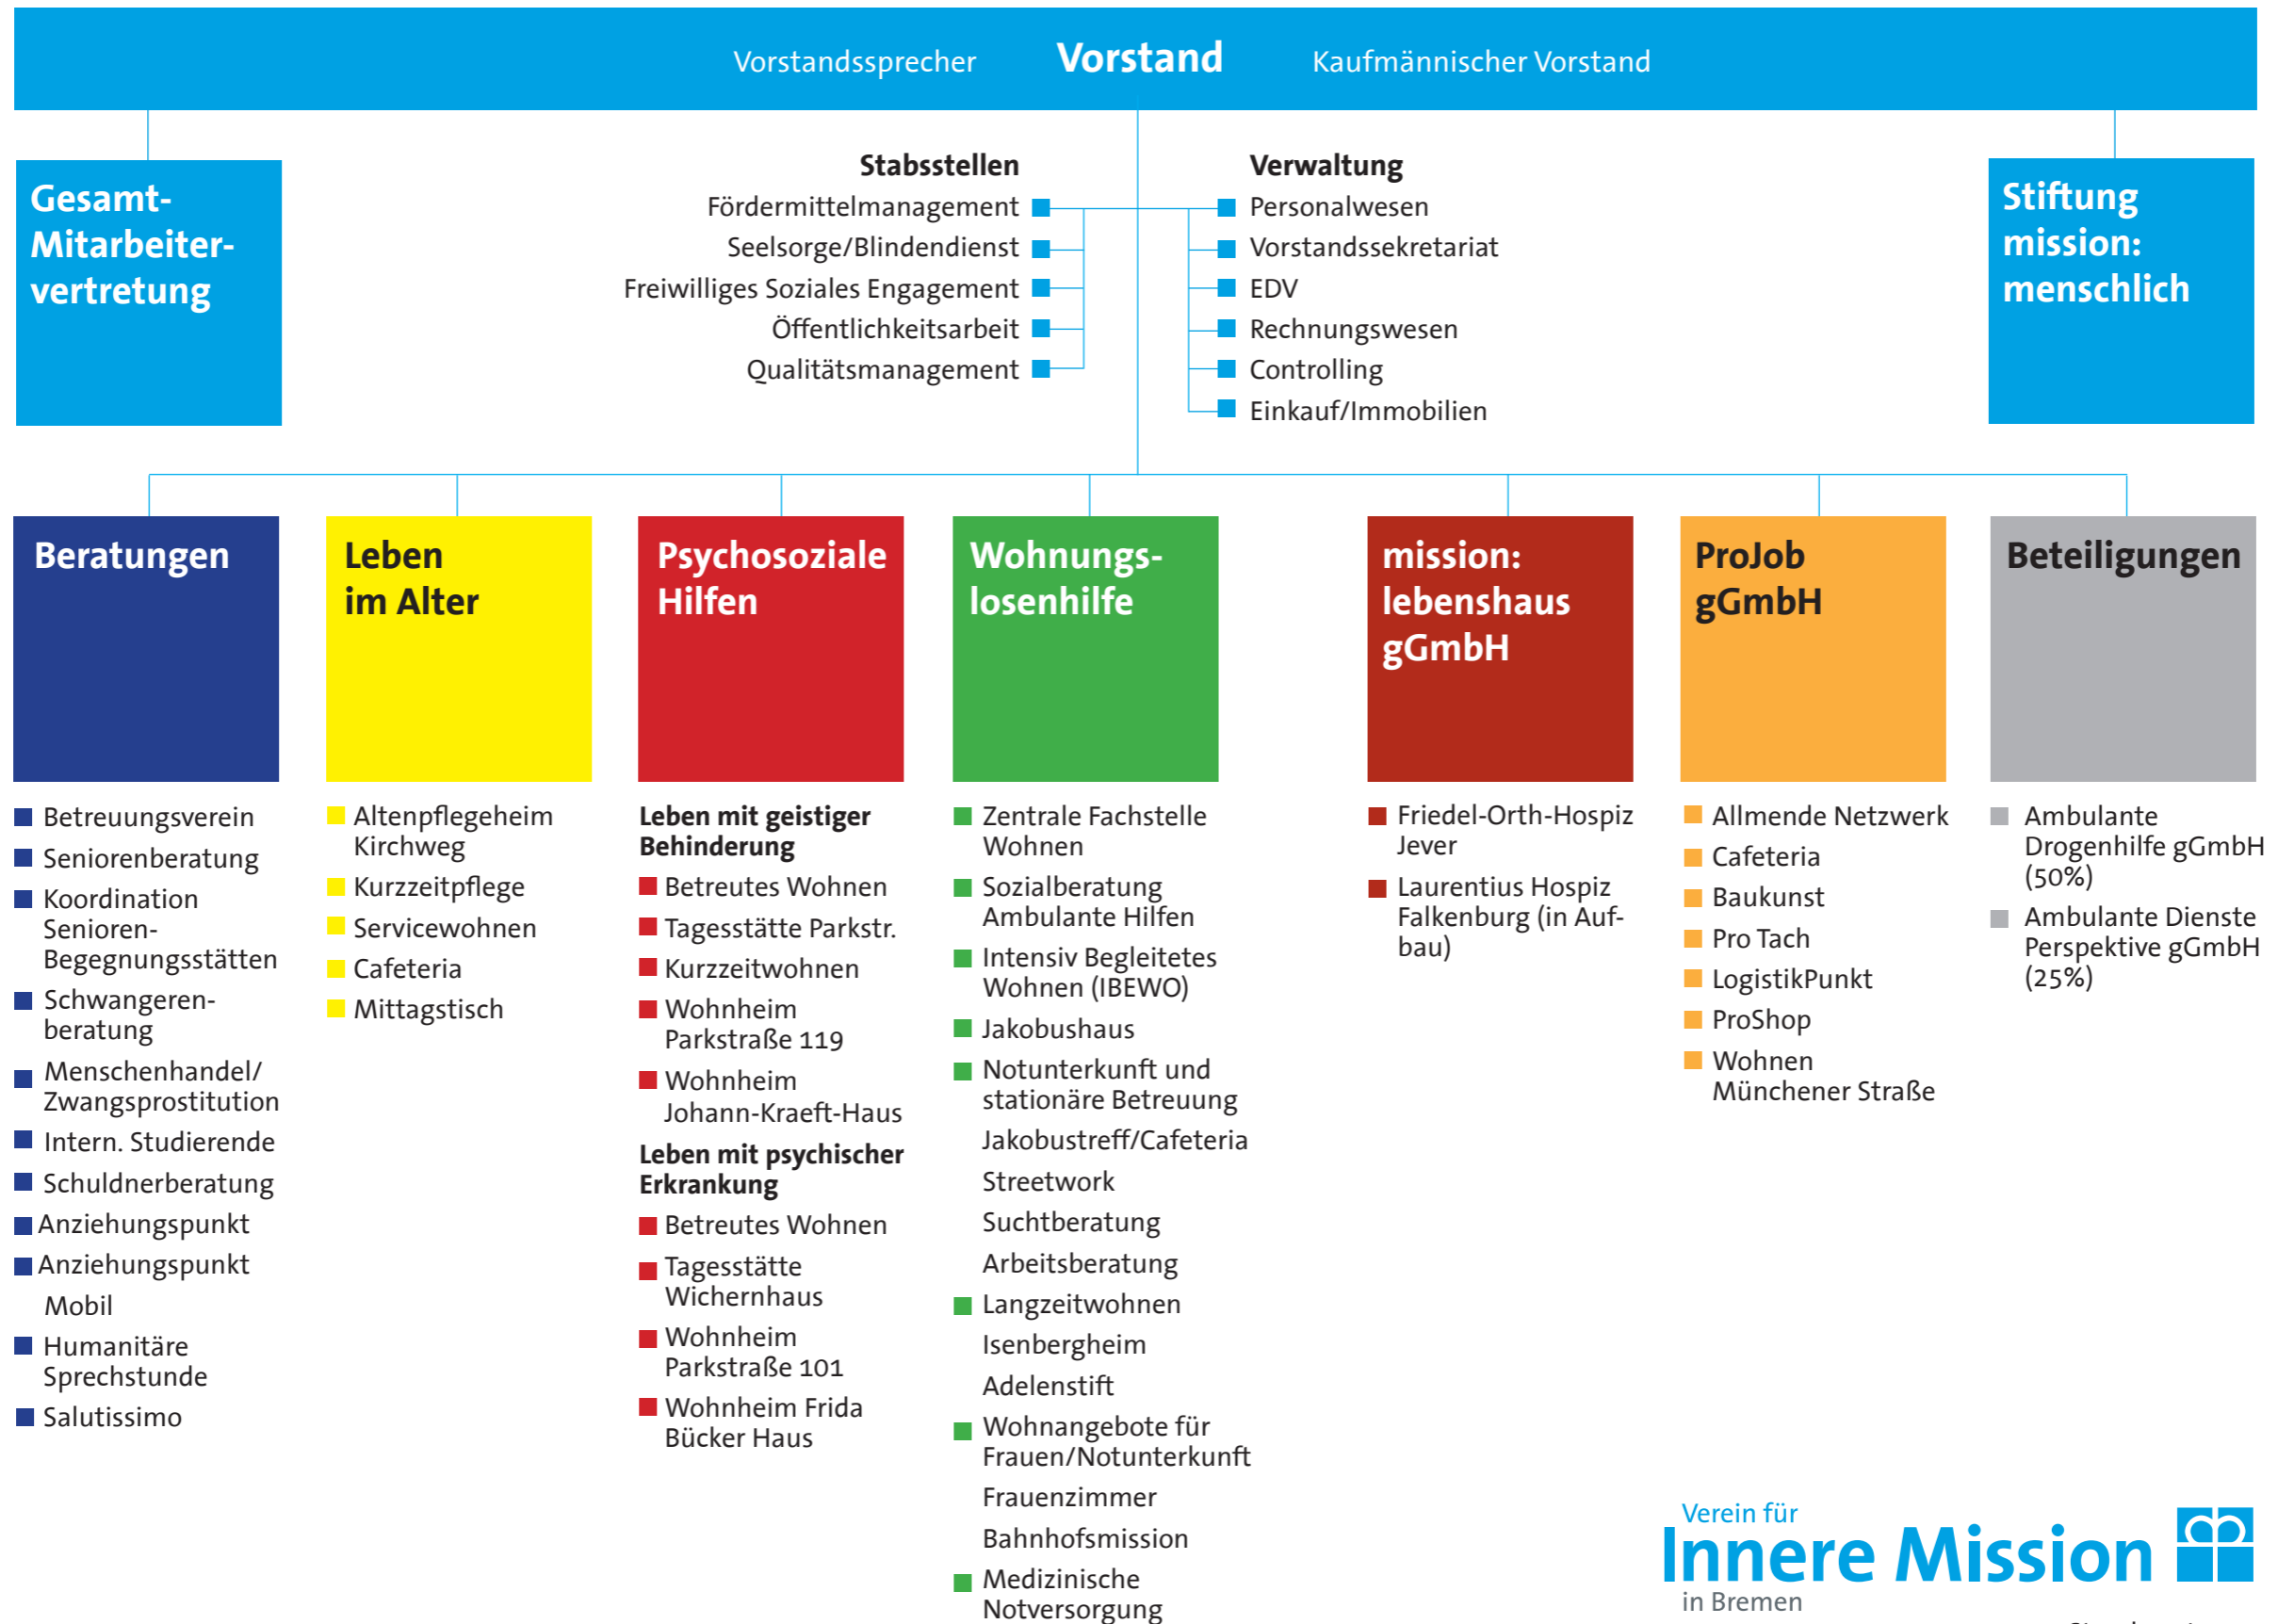 Vorstandssprecher Vorstand Kaufmännischer Vorstand
Gesamt-
Mitarbeiter-
vertretung
Stabsstellen
Fördermittelmanagement
Seelsorge/Blindendienst
Freiwilliges Soziales Engagement
Öffentlichkeitsarbeit
Qualitätsmanagement
Verwaltung
Personalwesen
Vorstandssekretariat
EDV
Rechnungswesen
Controlling
Einkauf/Immobilien
Stiftung
mission:
menschlich
Beratungen
Betreuungsverein
Seniorenberatung
Koordination
Senioren-
Begegnungsstätten
Schwangeren-
beratung
Menschenhandel/
Zwangsprostitution
Intern. Studierende
Schuldnerberatung
Anziehungspunkt
Anziehungspunkt
Mobil
Humanitäre
Sprechstunde
Salutissimo
Leben
im Alter
Altenpflegeheim
Kirchweg
Kurzzeitpflege
Servicewohnen
Cafeteria
Mittagstisch
Psychosoziale
Hilfen
Leben mit geistiger
Behinderung
Betreutes Wohnen
Tagesstätte Parkstr.
Kurzzeitwohnen
Wohnheim
Parkstraße 119
Wohnheim
Johann-Kraeft-Haus
Leben mit psychischer
Erkrankung
Betreutes Wohnen
Tagesstätte
Wichernhaus
Wohnheim
Parkstraße 101
Wohnheim Frida
Bücker Haus
Wohnungs-
losenhilfe
Zentrale Fachstelle
Wohnen
Sozialberatung
Ambulante Hilfen
Intensiv Begleitetes
Wohnen (IBEWO)
Jakobushaus
Notunterkunft und
stationäre Betreuung
Jakobustreff/Cafeteria
Streetwork
Suchtberatung
Arbeitsberatung
Langzeitwohnen
Isenbergheim
Adelenstift
Wohnangebote für
Frauen/Notunterkunft
Frauenzimmer
Bahnhofsmission
Medizinische
Notversorgung
mission:
lebenshaus
gGmbH
Friedel-Orth-Hospiz
Jever
Laurentius Hospiz
Falkenburg (in Auf-
bau)
ProJob
gGmbH
Allmende Netzwerk
Cafeteria
Baukunst
Pro Tach
LogistikPunkt
ProShop
Wohnen
Münchener Straße
Beteiligungen
Ambulante
Drogenhilfe gGmbH
(50%)
Ambulante Dienste
Perspektive gGmbH
(25%)
Verein für
Innere Mission
in Bremen